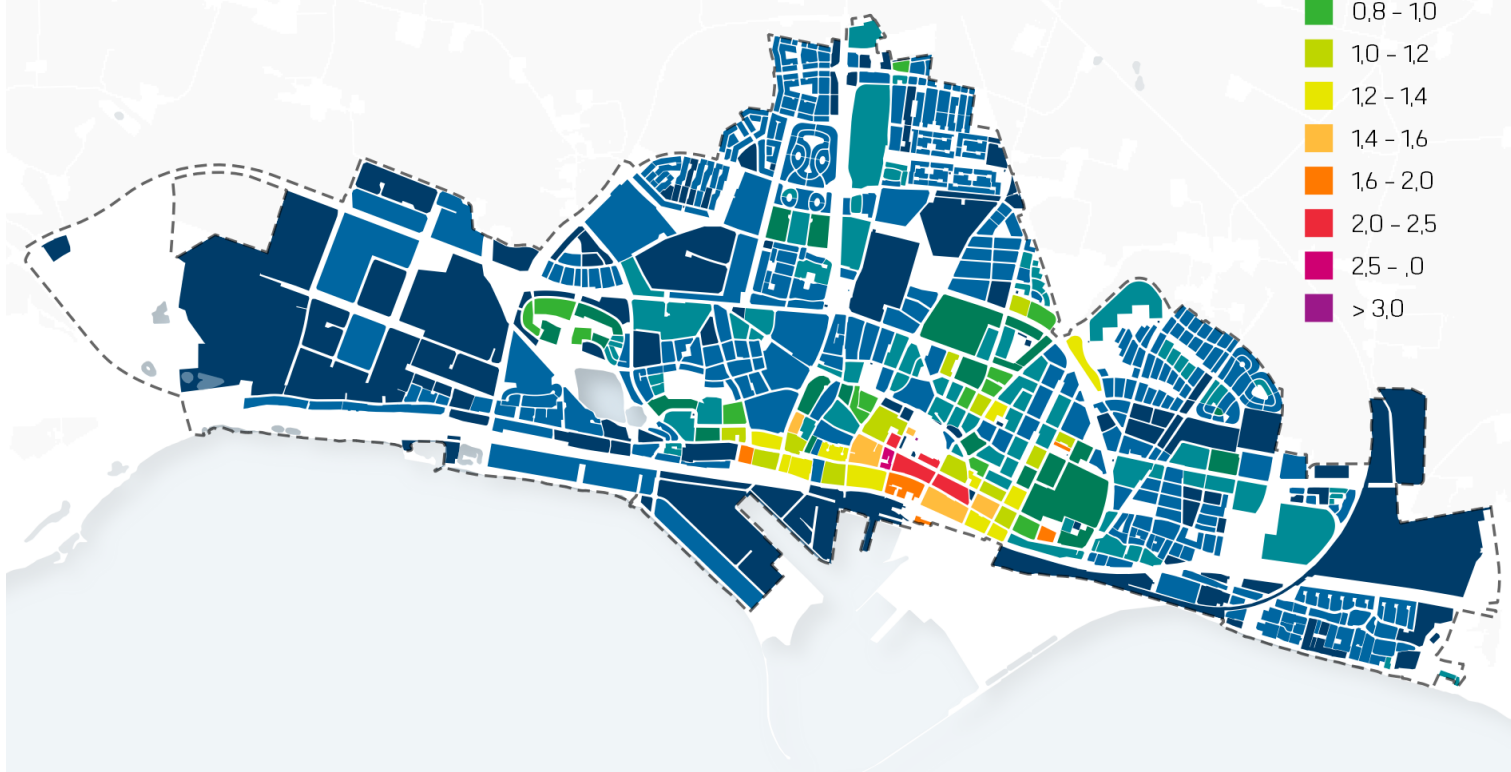 0,8 – 1,0
1,0 – 1,2
1,2 – 1,4
1,4 – 1,6
1,6 – 2,0
2,0 – 2,5
2,5 – ,0
> 3,0